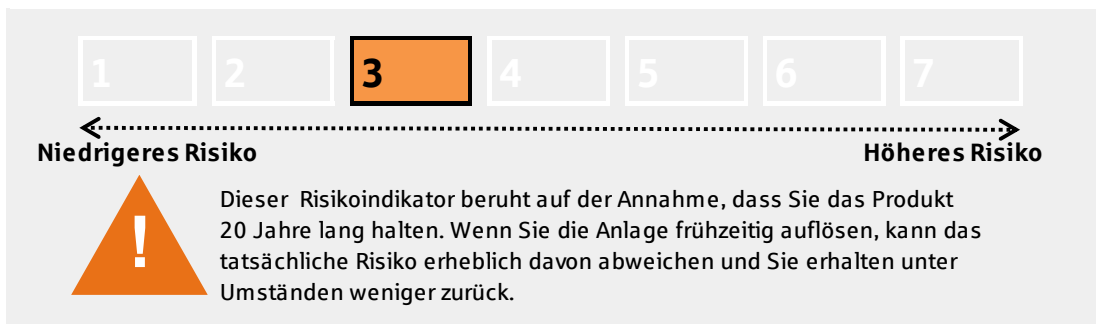 1 2 3 4 5 6 7
Niedrigeres Risiko Höheres Risiko
!
Dieser Risikoindikator beruht auf der Annahme, dass Sie das Produkt
20 Jahre lang halten. Wenn Sie die Anlage frühzeitig auflösen, kann das
tatsächliche Risiko erheblich davon abweichen und Sie erhalten unter
Umständen weniger zurück.